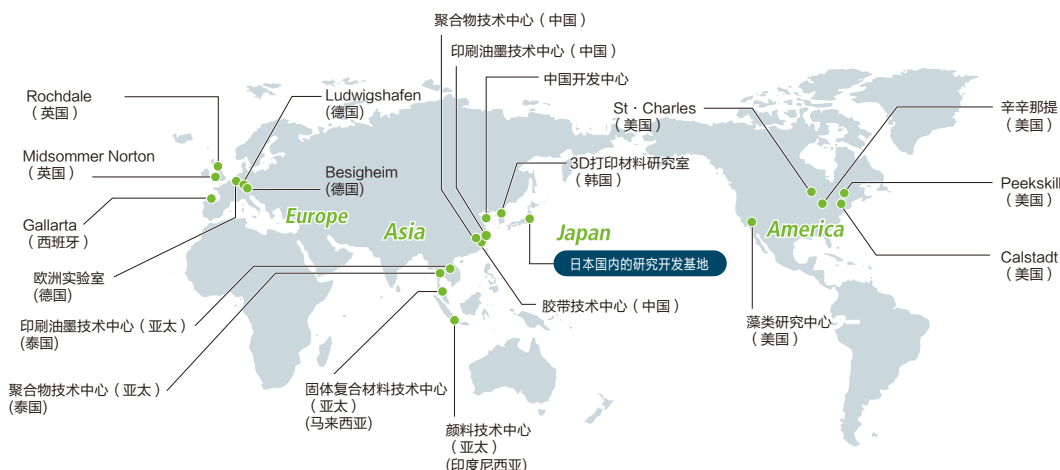 聚合物技术中心（中国）
印刷油墨技术中心（中国）
中国开发中心
Rochdale
（英国）
Midsommer Norton
（英国）
Gallarta
（西班牙）
欧洲实验室
(德国)
印刷油墨技术中心（亚太）
(泰国)
聚合物技术中心（亚太）
(泰国)
Ludwigshafen
(德国)
Besigheim
(德国)
Europe
Asia
固体复合材料技术中心
（亚太）
(马来西亚)
颜料技术中心
（亚太）
(印度尼西亚)
3D打印材料研究室
（韩国）
Japan
日本国内的研究开发基地
胶带技术中心（中国）
St・Charles
（美国）
America
藻类研究中心
（美国）
辛辛那提
（美国）
Peekskill
（美国）
Calstadt
（美国）